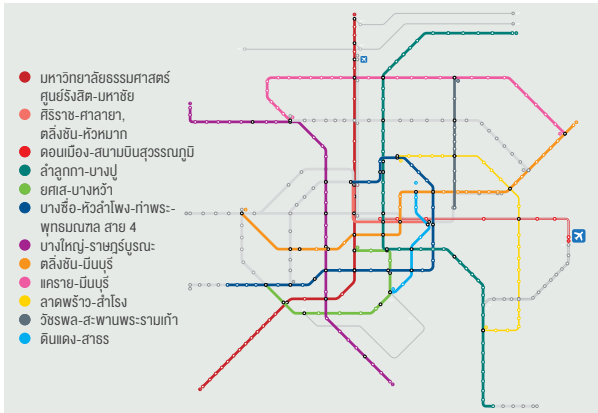 มหาวิทยาลัยธรรมศาสตร์
ศูนย์รังสิต-มหาชัย
ศิริราช-ศาลายา,
ตลิ่งชัน-หัวหมาก
ดอนเมือง-สนามบินสุวรรณภูมิ
ลำลูกกา-บางปู
ยศเส-บางหว้า
บางซื่อ-หัวลำโพง-ท่าพระ-
พุทธมณฑล สาย 4
บางใหญ่-ราษฎร์บูรณะ
ตลิ่งชัน-มีนบุรี
แคราย-มีนบุรี
ลาดพร้าว-สำโรง
วัชรพล-สะพานพระรามเก้า
ดินแดง-สาธร